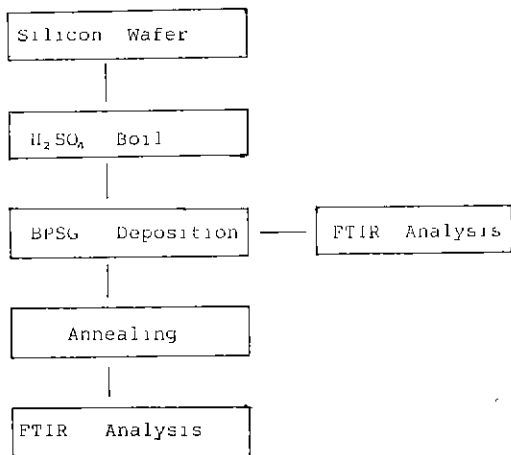 Silicon Wafer
H₂SO₄ Boil
BPSG Deposition
FTIR Analysis
Annealing
FTIR Analysis